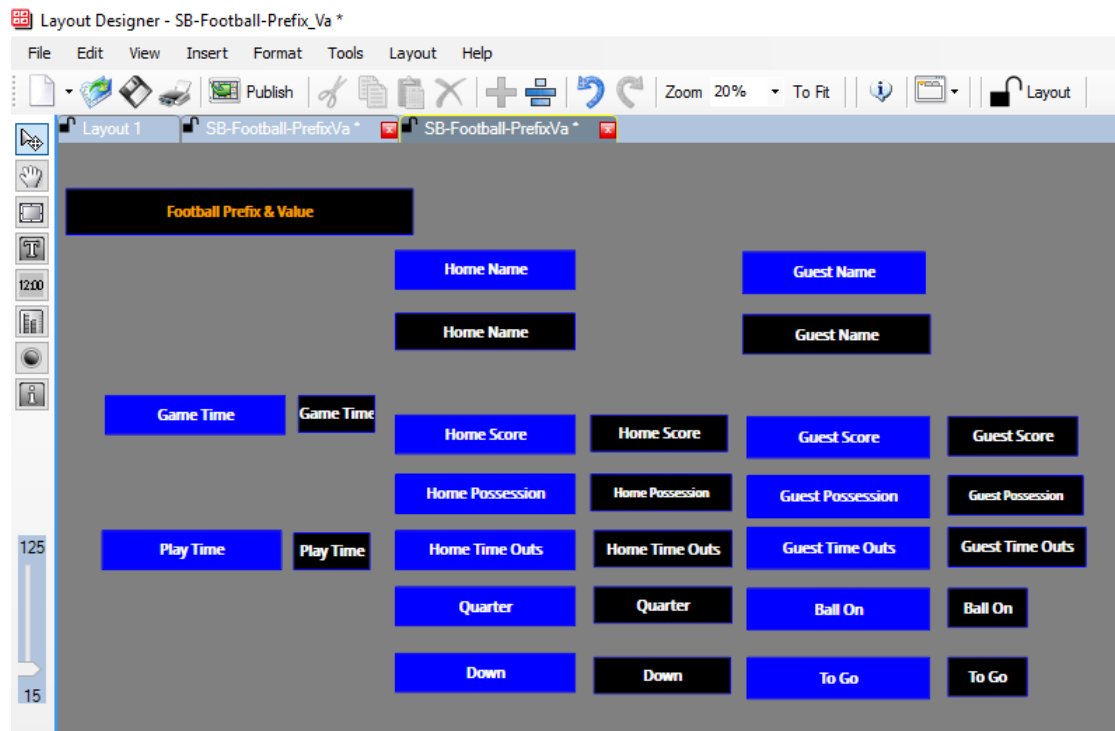 Layout Designer - SB-Football-Prefix_Va *
File Edit View Insert Format Tools Layout Help
Publish Zoom 20% To Fit Layout
Layout 1 SB-Football-PrefixVa * SB-Football-PrefixVa *
Football Prefix & Value
Home Name Guest Name
12:00
Home Name Guest Name
Game Time Game Time
Home Score Home Score Guest Score Guest Score
Home Possession Home Possession Guest Possession Guest Possession
125 Play Time Play Time Home Time Outs Home Time Outs Guest Time Outs Guest Time Outs
Quarter Quarter Ball On Ball On
Down Down To Go To Go
15